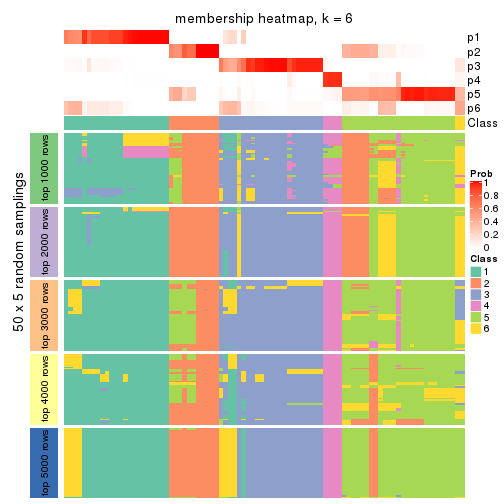 membership heatmap, k = 6
p1
p2
p3
p4
p5
p6
Class
50 x 5 random samplings
top 1000 rows
top 2000 rows
top 3000 rows
top 4000 rows
top 5000 rows
Prob
1
0.8
0.6
0.4
0.2
0
Class
1
2
3
4
5
6